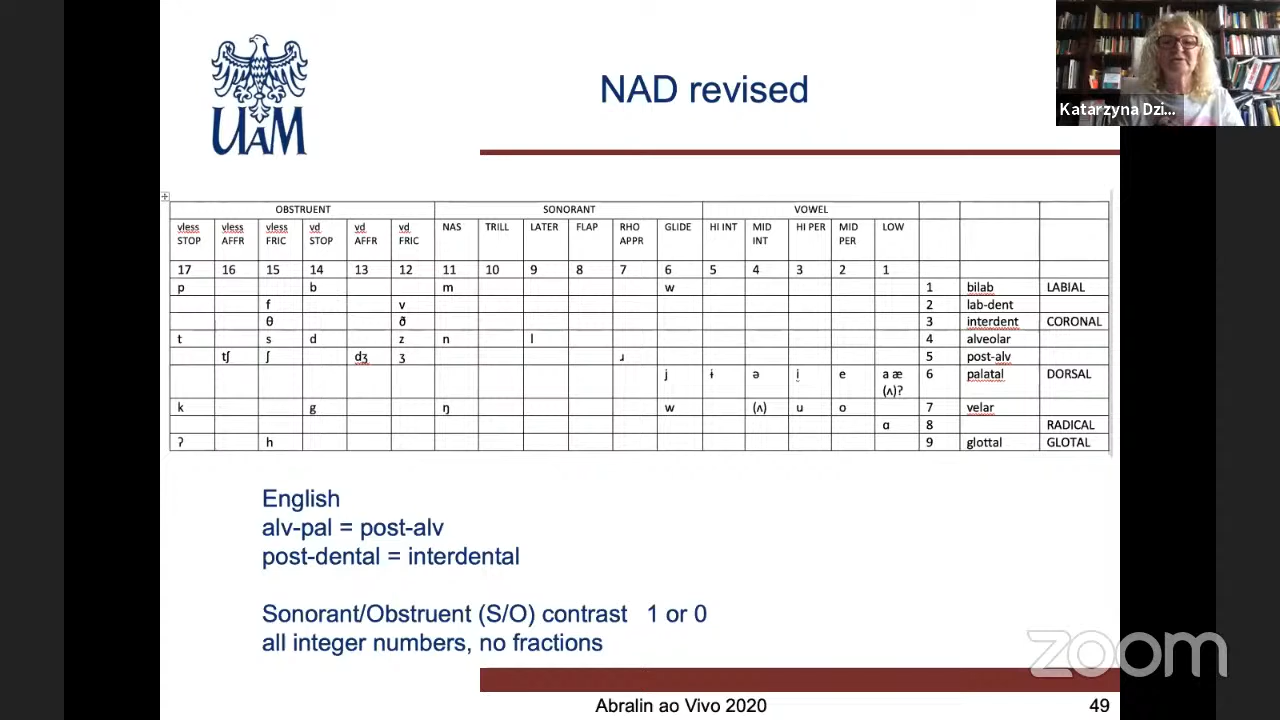 UAM
NAD revised
Katarzyna Dzi...
OBSTRUENT SONORANT VOWEL
vless STOP vless AFFR vless FRIC vd STOP vd AFFR vd FRIC NAS TRILL LATER FLAP RHO APPR GLIDE HI INT MID INT HI PER MID PER LOW
17 16 15 14 13 12 11 10 9 8 7 6 5 4 3 2 1
p b m w 1 bilab LABIAL
f v 2 lab-dent
θ ð 3 interdent CORONAL
t s d z n l 4 alveolar
tʃ ʃ dʒ ʒ ɹ 5 post-alv
j ɨ ə i̯ e a æ (ʌ)? 6 palatal DORSAL
k g ŋ w (ʌ) u o 7 velar
ɑ 8 RADICAL
ʔ h 9 glottal GLOTAL
English
alv-pal = post-alv
post-dental = interdental
Sonorant/Obstruent (S/O) contrast 1 or 0
all integer numbers, no fractions
zoom
Abralin ao Vivo 2020 49